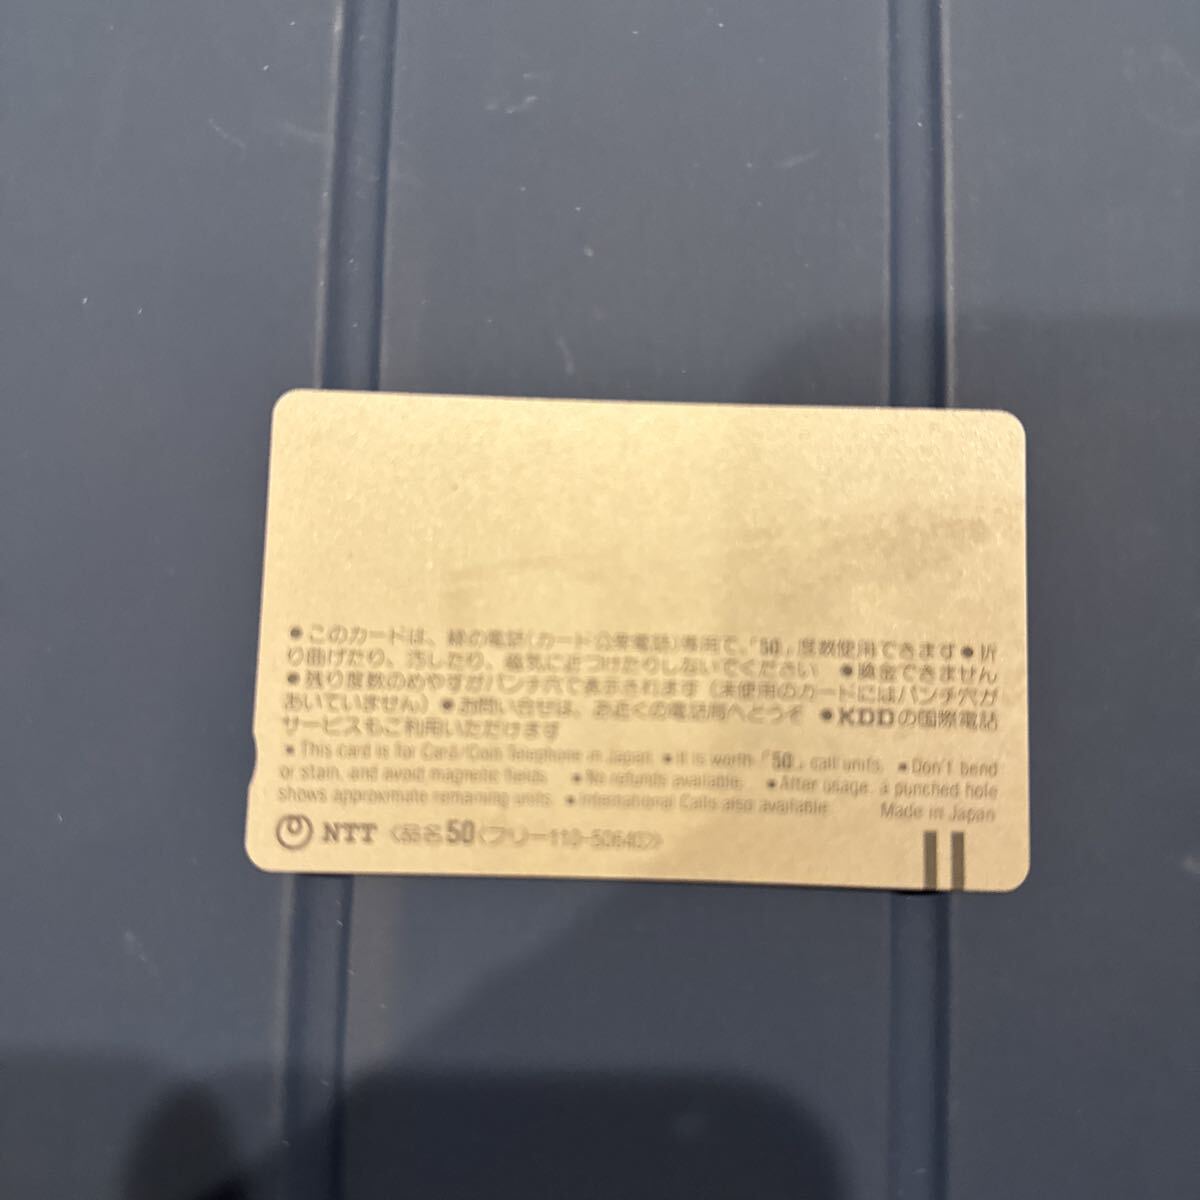 ●このカードは、緑の電話(カード公衆電話)専用で、「50」度数使用できます●折
り曲げたり、汚したり、磁気に近づけたりしないでください ●換金できません
●残り度数のめやすがパンチ穴で表示されます(未使用のカードにはパンチ穴が
あいていません)●お問い合せは、お近くの電話局へどうぞ ●KDDの国際電話
サービスもご利用いただけます
●This card is for Card/Coin Telephone in Japan. ●It is worth「50」call units. ●Don't bend
or stain, and avoid magnetic fields. ●No refunds available. ●After usage, a punched hole
shows approximate remaining units. ●International Calls also available. Made in Japan
NTT 〈品名50〈フリー110-50640〉〉